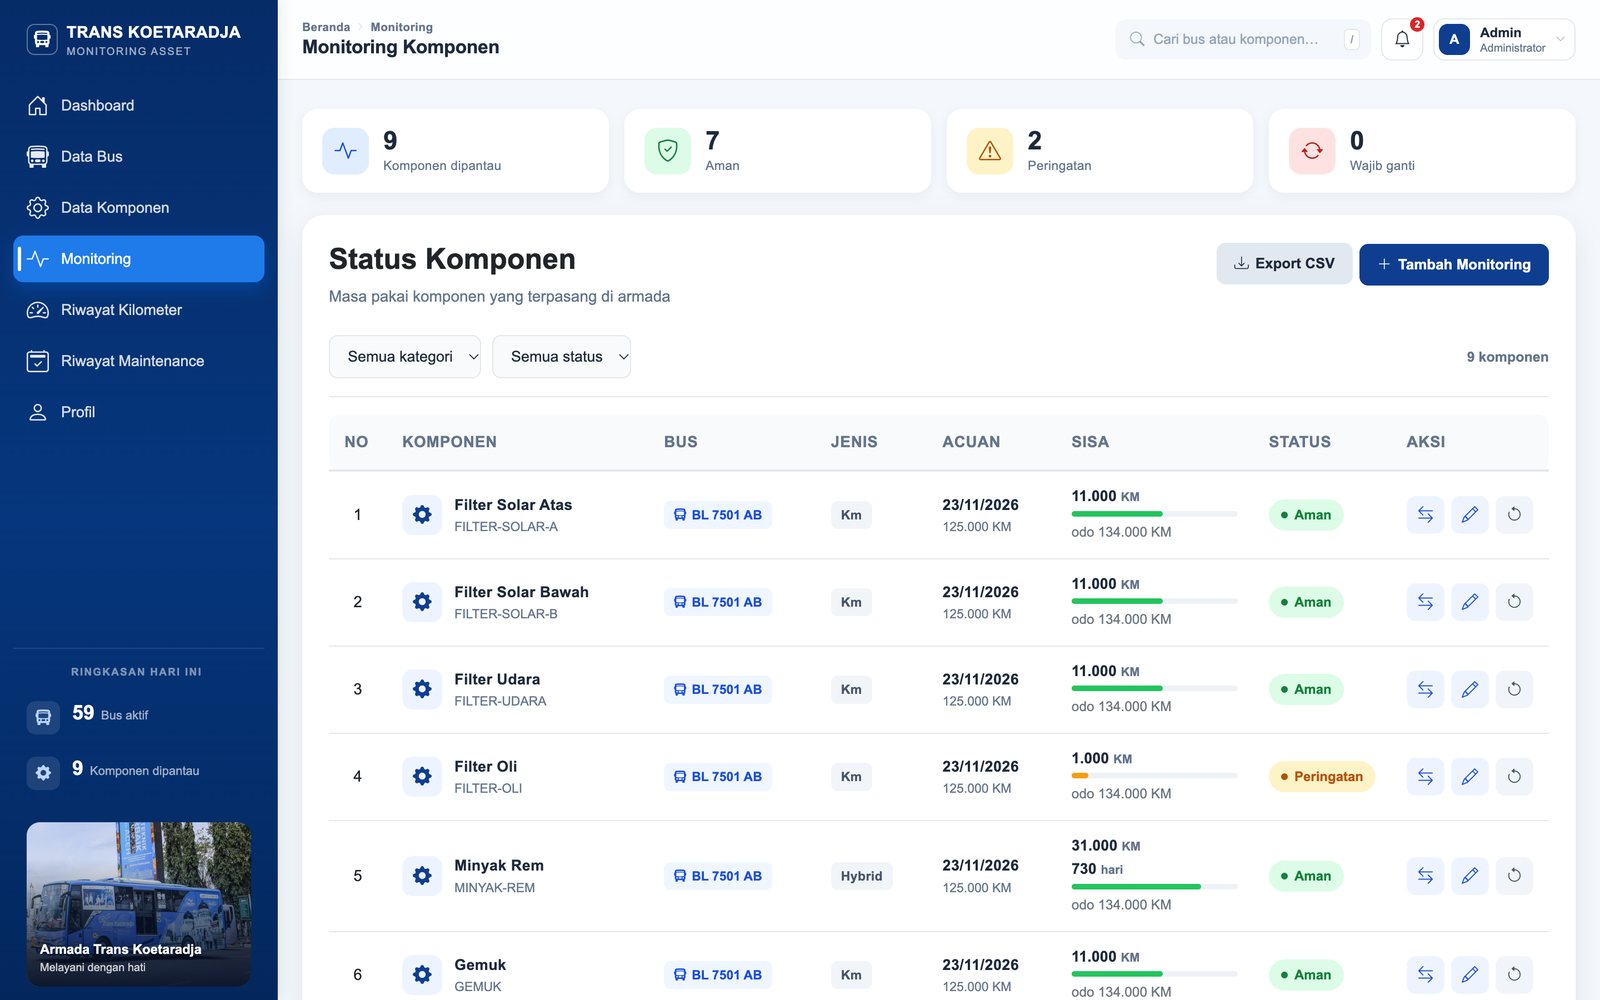 TRANS KOETARADJA
MONITORING ASSET
Dashboard
Data Bus
Data Komponen
Monitoring
Riwayat Kilometer
Riwayat Maintenance
Profil
RINGKASAN HARI INI
59 Bus aktif
9 Komponen dipantau
Armada Trans Koetaradja
Melayani dengan hati
Beranda > Monitoring
Monitoring Komponen
Cari bus atau komponen... /
2
A
Admin
Administrator
9
Komponen dipantau
7
Aman
2
Peringatan
0
Wajib ganti
Status Komponen
Masa pakai komponen yang terpasang di armada
Export CSV
+ Tambah Monitoring
Semua kategori
Semua status
9 komponen
NO KOMPONEN BUS JENIS ACUAN SISA STATUS AKSI
1
Filter Solar Atas
FILTER-SOLAR-A
BL 7501 AB
Km
23/11/2026
125.000 KM
11.000 KM
odo 134.000 KM
Aman
2
Filter Solar Bawah
FILTER-SOLAR-B
BL 7501 AB
Km
23/11/2026
125.000 KM
11.000 KM
odo 134.000 KM
Aman
3
Filter Udara
FILTER-UDARA
BL 7501 AB
Km
23/11/2026
125.000 KM
11.000 KM
odo 134.000 KM
Aman
4
Filter Oli
FILTER-OLI
BL 7501 AB
Km
23/11/2026
125.000 KM
1.000 KM
odo 134.000 KM
Peringatan
5
Minyak Rem
MINYAK-REM
BL 7501 AB
Hybrid
23/11/2026
125.000 KM
31.000 KM
730 hari
odo 134.000 KM
Aman
6
Gemuk
GEMUK
BL 7501 AB
Km
23/11/2026
125.000 KM
11.000 KM
odo 134.000 KM
Aman